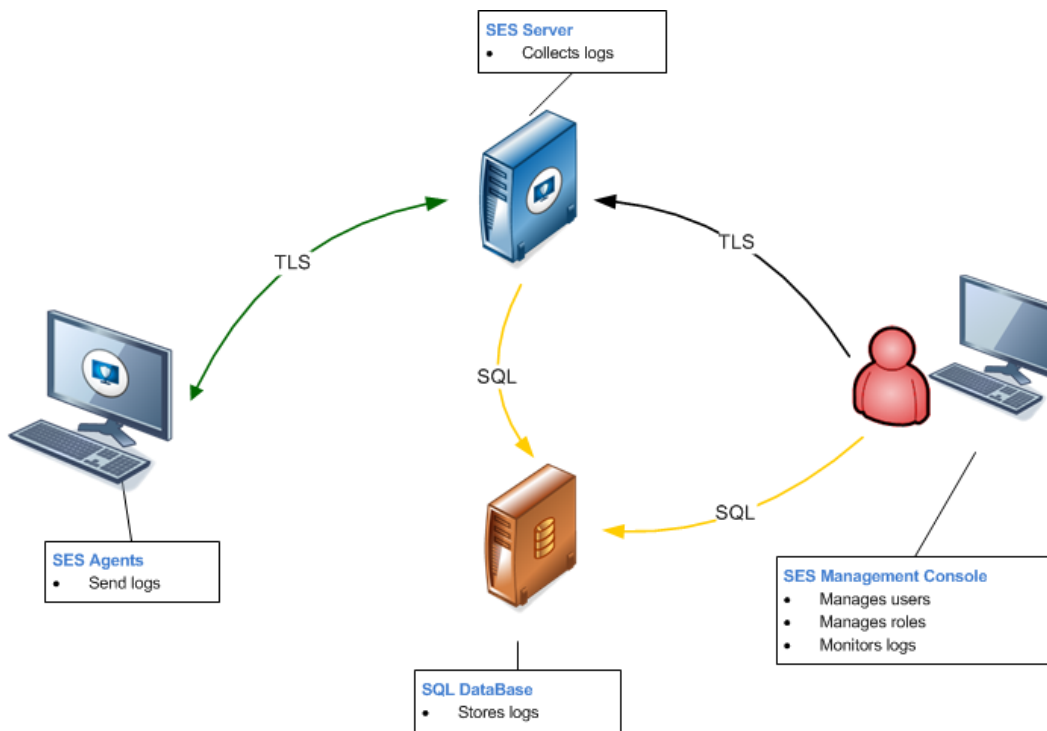 SES Server
• Collects logs
TLS
TLS
SQL
SQL
SES Agents
• Send logs
SES Management Console
• Manages users
• Manages roles
• Monitors logs
SQL DataBase
• Stores logs